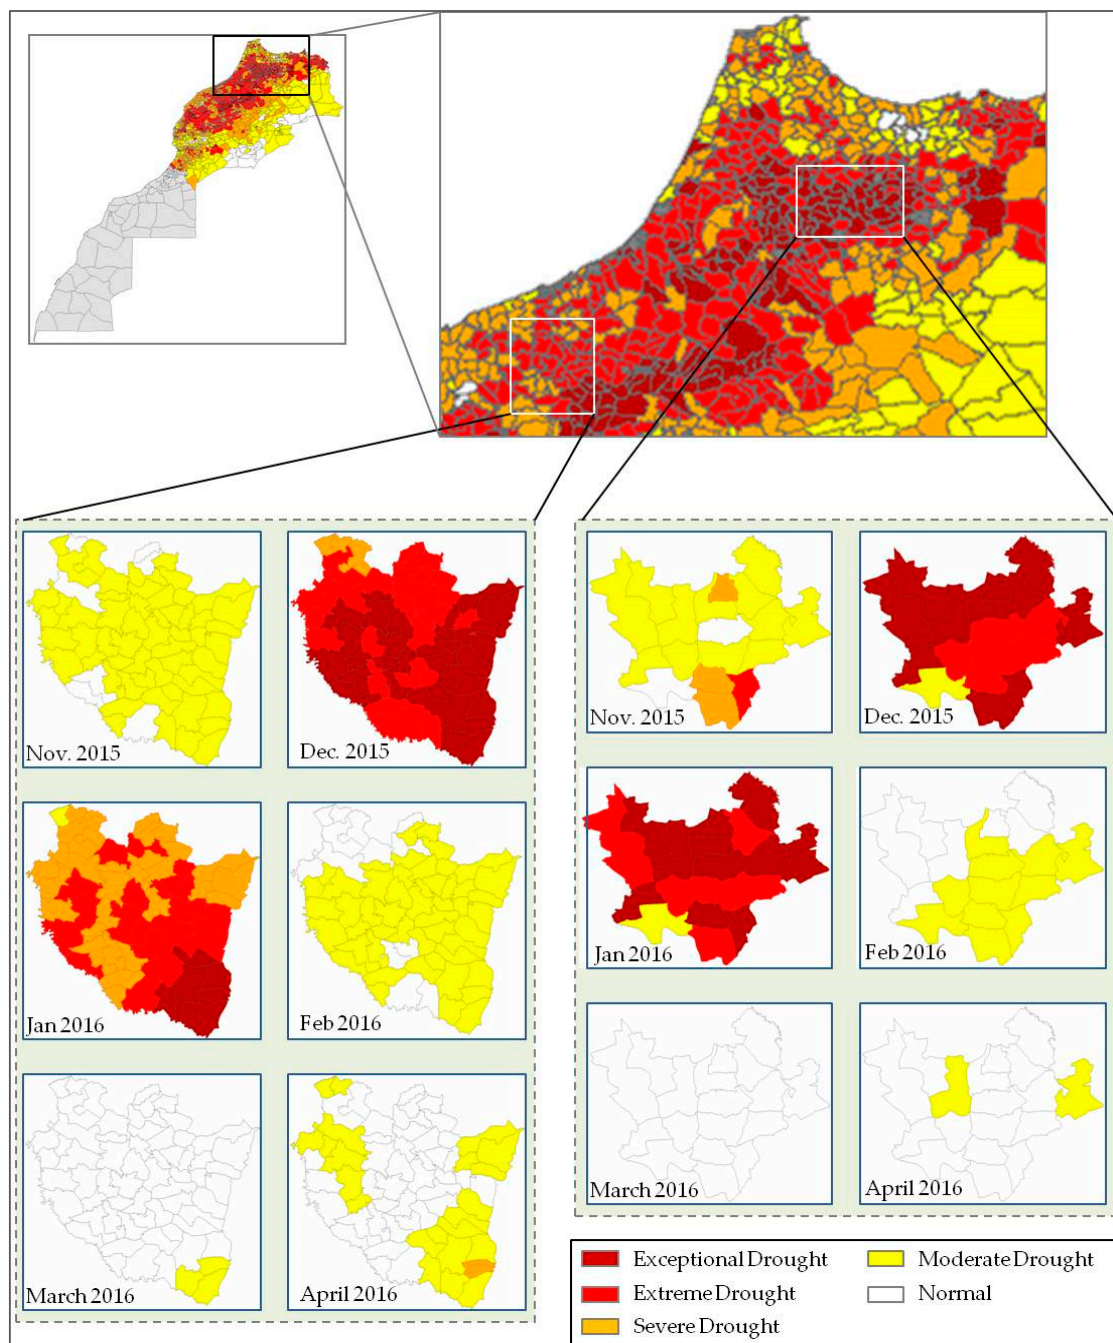 Nov. 2015
Dec. 2015
Jan 2016
Feb 2016
March 2016
April 2016
Nov. 2015
Dec. 2015
Jan 2016
Feb 2016
March 2016
April 2016
Exceptional Drought
Moderate Drought
Extreme Drought
Normal
Severe Drought